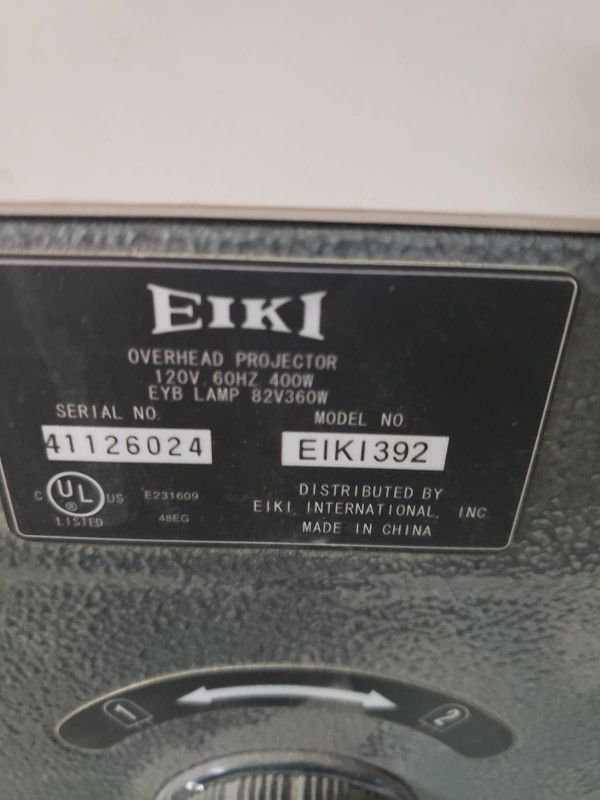 EIKI
OVERHEAD PROJECTOR
120V 60HZ 400W
EYB LAMP 82V360W
SERIAL NO.
41126024
MODEL NO.
EIKI392
C UL ® US
LISTED
E231609
48EG
DISTRIBUTED BY
EIKI INTERNATIONAL, INC.
MADE IN CHINA
1
2